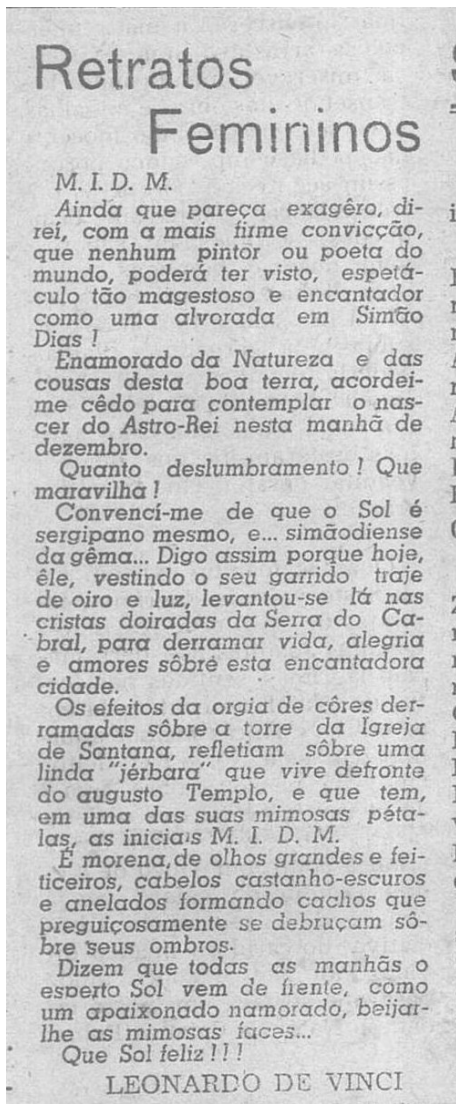 Retratos
Femininos
M. I. D. M.
Ainda que pareça exagêro, di-
reí, com a mais firme convicção,
que nenhum pintor ou poeta do
mundo, poderá ter visto, espetá-
culo tão magestoso e encantador
como uma alvorada em Simão
Dias !
Enamorado da Natureza e das
cousas desta boa terra, acordei-
me cêdo para contemplar o nas-
cer do Astro-Rei nesta manhã de
dezembro.
Quanto deslumbramento ! Que
maravilha !
Convencí-me de que o Sol é
sergipano mesmo, e... simãodiense
da gêma... Digo assim porque hoje,
êle, vestindo o seu garrido traje
de oiro e luz, levantou-se lá nas
cristas doiradas da Serra do Ca-
bral, para derramar vida, alegria
e amores sôbre esta encantadora
cidade.
Os efeitos da orgia de côres der-
ramadas sôbre a torre da Igreja
de Santana, refletiam sôbre uma
linda "jérbara" que vive defronte
do augusto Templo, e que tem,
em uma das suas mimosas péta-
las, as iniciais M. I. D. M.
É morena, de olhos grandes e fei-
ticeiros, cabelos castanho-escuros
e anelados formando cachos que
preguiçosamente se debruçam sô-
bre seus ombros.
Dizem que todas as manhãs o
esperto Sol vem de frente, como
um apaixonado namorado, beijar-
lhe as mimosas faces...
Que Sol feliz ! ! !
LEONARDO DE VINCI